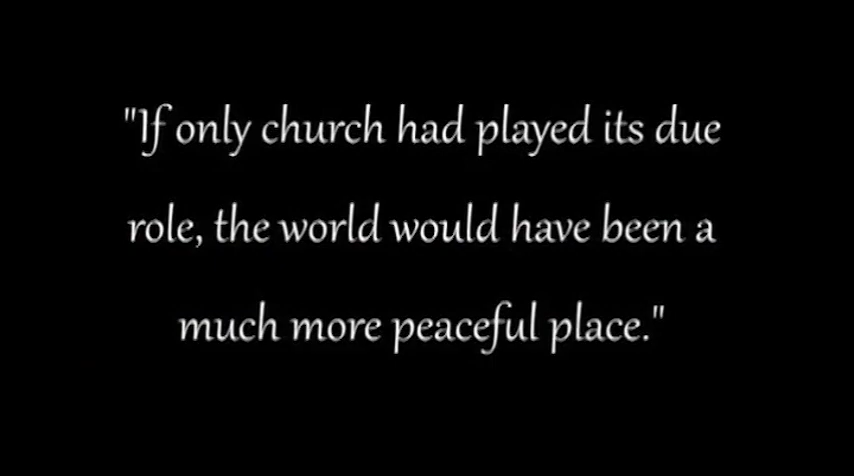 "If only church had played its due
role, the world would have been a
much more peaceful place."